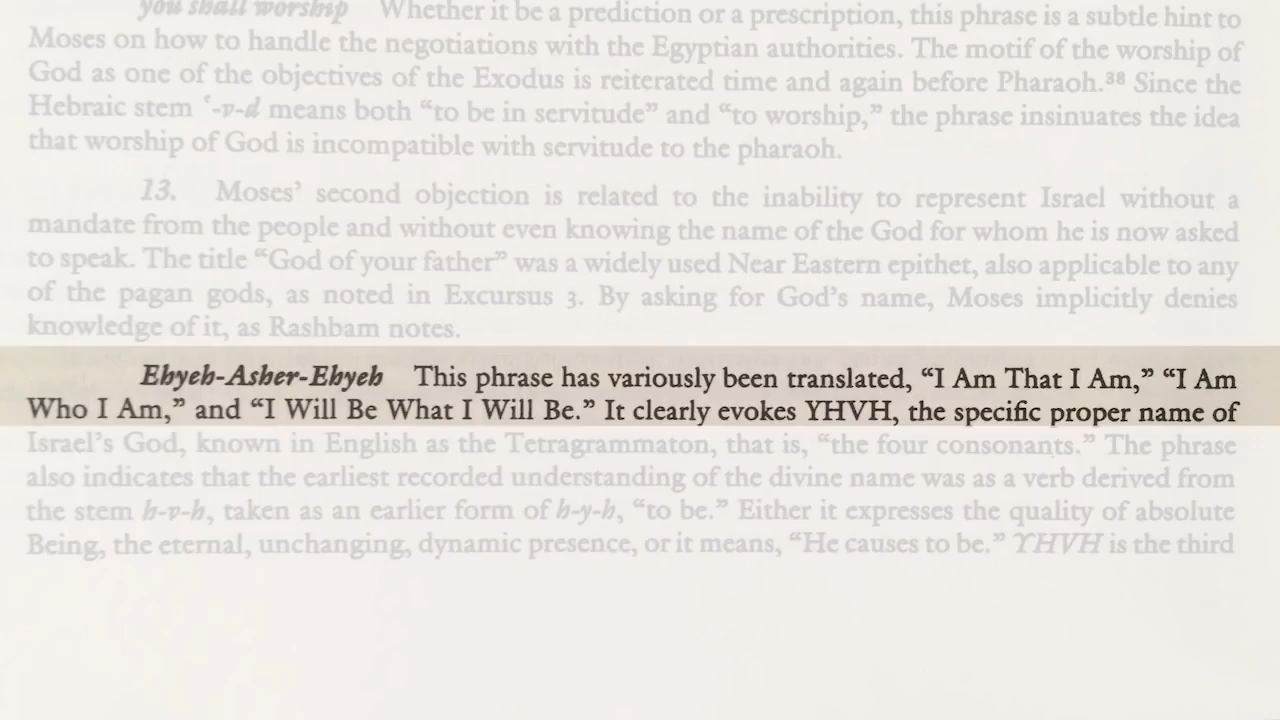 you shall worship Whether it be a prediction or a prescription, this phrase is a subtle hint to
Moses on how to handle the negotiations with the Egyptian authorities. The motif of the worship of
God as one of the objectives of the Exodus is reiterated time and again before Pharaoh.³⁸ Since the
Hebraic stem ʿ-v-d means both “to be in servitude” and “to worship,” the phrase insinuates the idea
that worship of God is incompatible with servitude to the pharaoh.
13. Moses’ second objection is related to the inability to represent Israel without a
mandate from the people and without even knowing the name of the God for whom he is now asked
to speak. The title “God of your father” was a widely used Near Eastern epithet, also applicable to any
of the pagan gods, as noted in Excursus 3. By asking for God’s name, Moses implicitly denies
knowledge of it, as Rashbam notes.
Ehyeh-Asher-Ehyeh This phrase has variously been translated, “I Am That I Am,” “I Am
Who I Am,” and “I Will Be What I Will Be.” It clearly evokes YHVH, the specific proper name of
Israel’s God, known in English as the Tetragrammaton, that is, “the four consonants.” The phrase
also indicates that the earliest recorded understanding of the divine name was as a verb derived from
the stem h-v-h, taken as an earlier form of h-y-h, “to be.” Either it expresses the quality of absolute
Being, the eternal, unchanging, dynamic presence, or it means, “He causes to be.” YHVH is the third